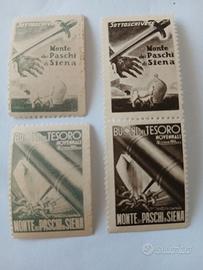 SOTTOSCRIVETE
Monte
dei Paschi
di Siena
SOTTOSCRIVETE
Monte
dei Paschi
di Siena
BUONI del TESORO
NOVENNALI
MONTE dei PASCHI di SIENA
BUONI del TESORO
NOVENNALI
MONTE dei PASCHI di SIENA
subito